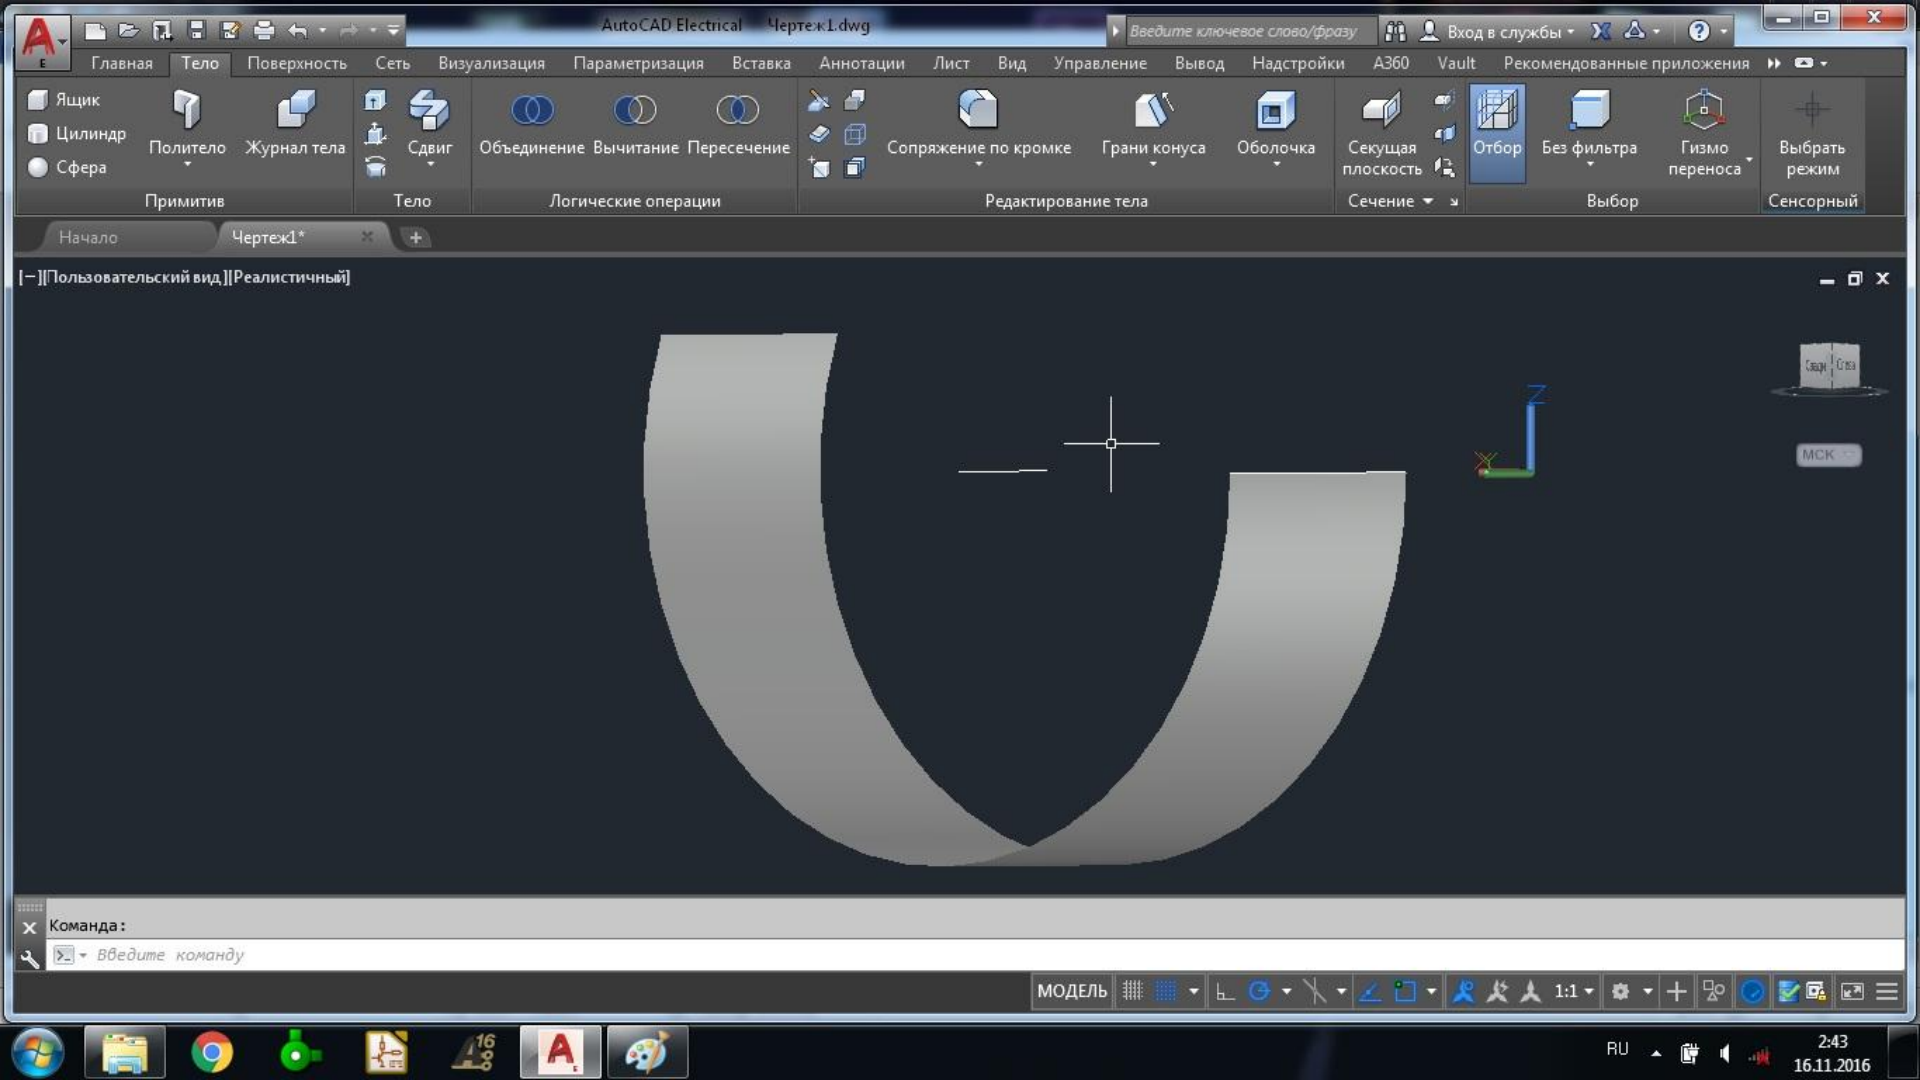 AutoCAD Electrical Чертеж1.dwg
Введите ключевое слово/фразу
Вход в службы
Главная Тело Поверхность Сеть Визуализация Параметризация Вставка Аннотации Лист Вид Управление Вывод Надстройки A360 Vault Рекомендованные приложения
Ящик
Цилиндр
Сфера
Политело
Журнал тела
Сдвиг
Объединение Вычитание Пересечение
Сопряжение по кромке
Грани конуса
Оболочка
Секущая
плоскость
Отбор
Без фильтра
Гизмо
переноса
Выбрать
режим
Примитив
Тело
Логические операции
Редактирование тела
Сечение
Выбор
Сенсорный
Начало
Чертеж1*
[−][Пользовательский вид][Реалистичный]
Z
X
Y
МСК
Команда:
Введите команду
МОДЕЛЬ
1:1
16
RU
2:43
16.11.2016